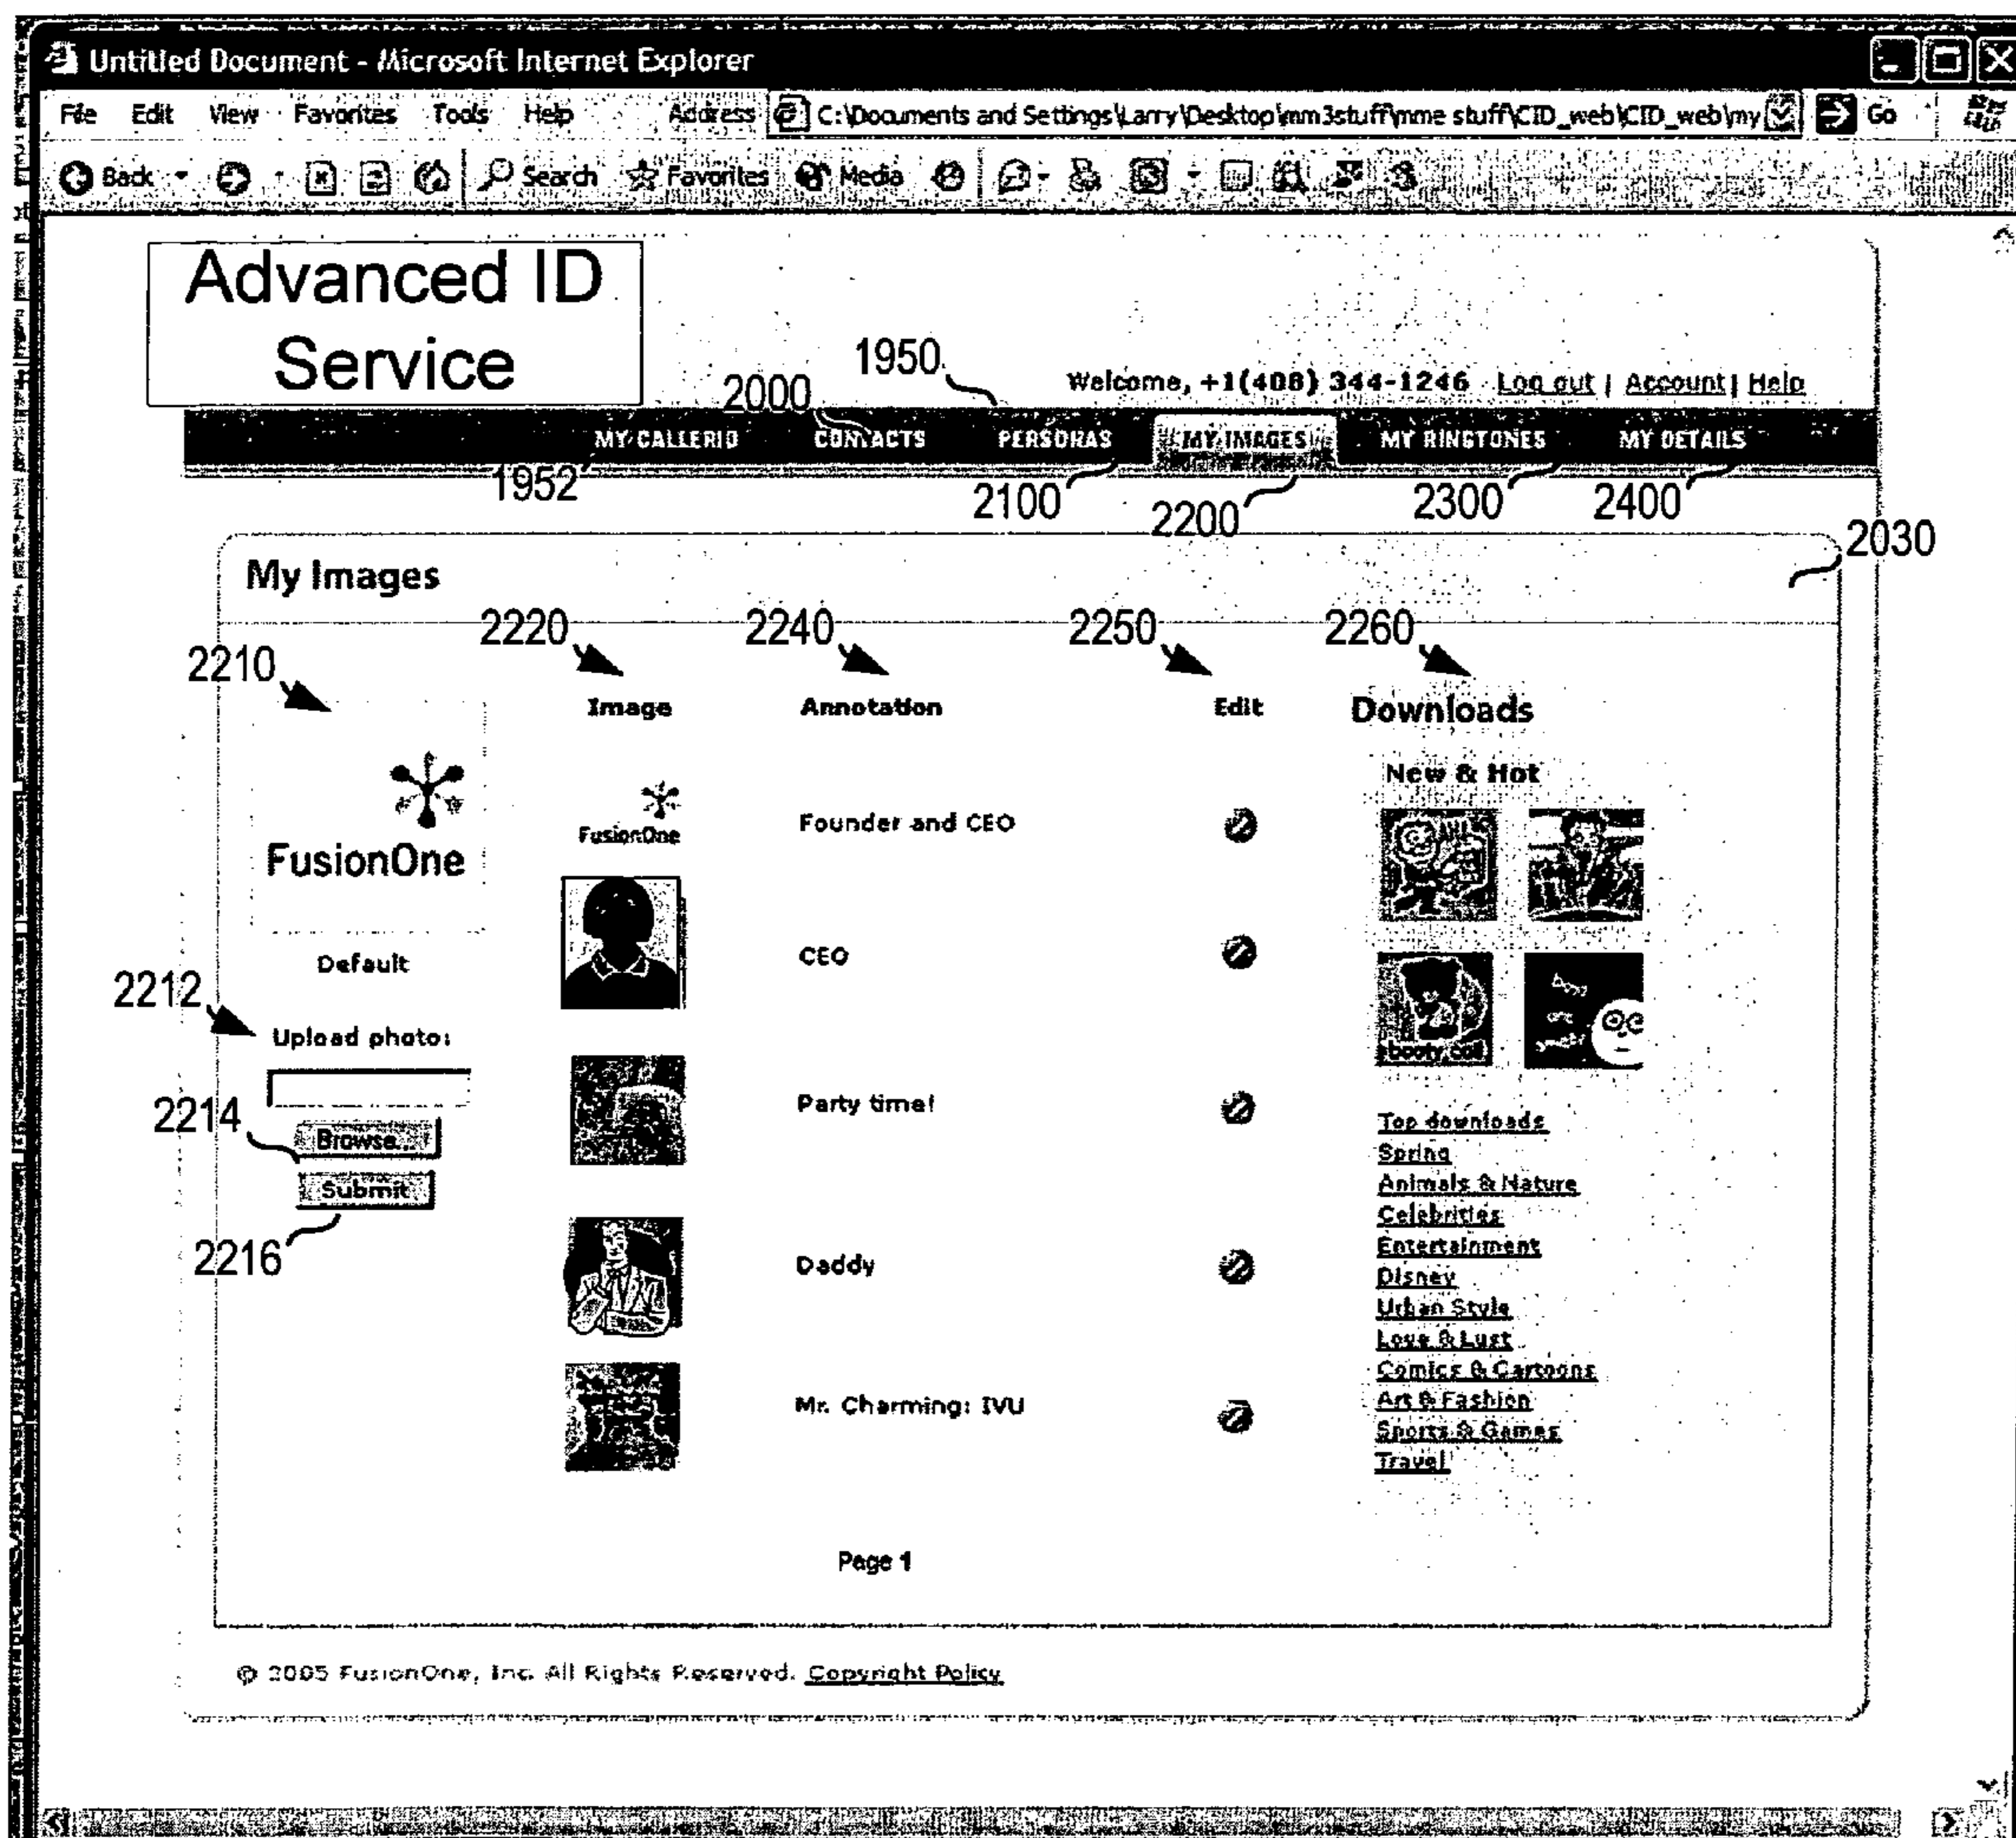 Untitled Document - Microsoft Internet Explorer
File Edit View Favorites Tools Help Address C:\Documents and Settings\Larry\Desktop\mm3stuff\mme stuff\CID_web\CID_web\my Go
Back Search Favorites Media
Advanced ID
Service
1950
2000
Welcome, +1(408) 344-1246 Log out | Account | Help
MY CALLERID CONTACTS PERSONAS MY IMAGES MY RINGTONES MY DETAILS
1952 2100 2200 2300 2400
2030
My Images
2220 2240 2250 2260
2210
Image Annotation Edit Downloads
New & Hot
FusionOne
Founder and CEO
FusionOne
Default
CEO
2212
Upload photo:
booty call
2214
Browse...
Party time!
Submit
2216
Top downloads
Spring
Animals & Nature
Celebrities
Entertainment
Daddy
Disney
Urban Style
Love & Lust
Comics & Cartoons
Mr. Charming: IVU
Art & Fashion
Sports & Games
Travel
Page 1
© 2005 FusionOne, Inc. All Rights Reserved. Copyright Policy